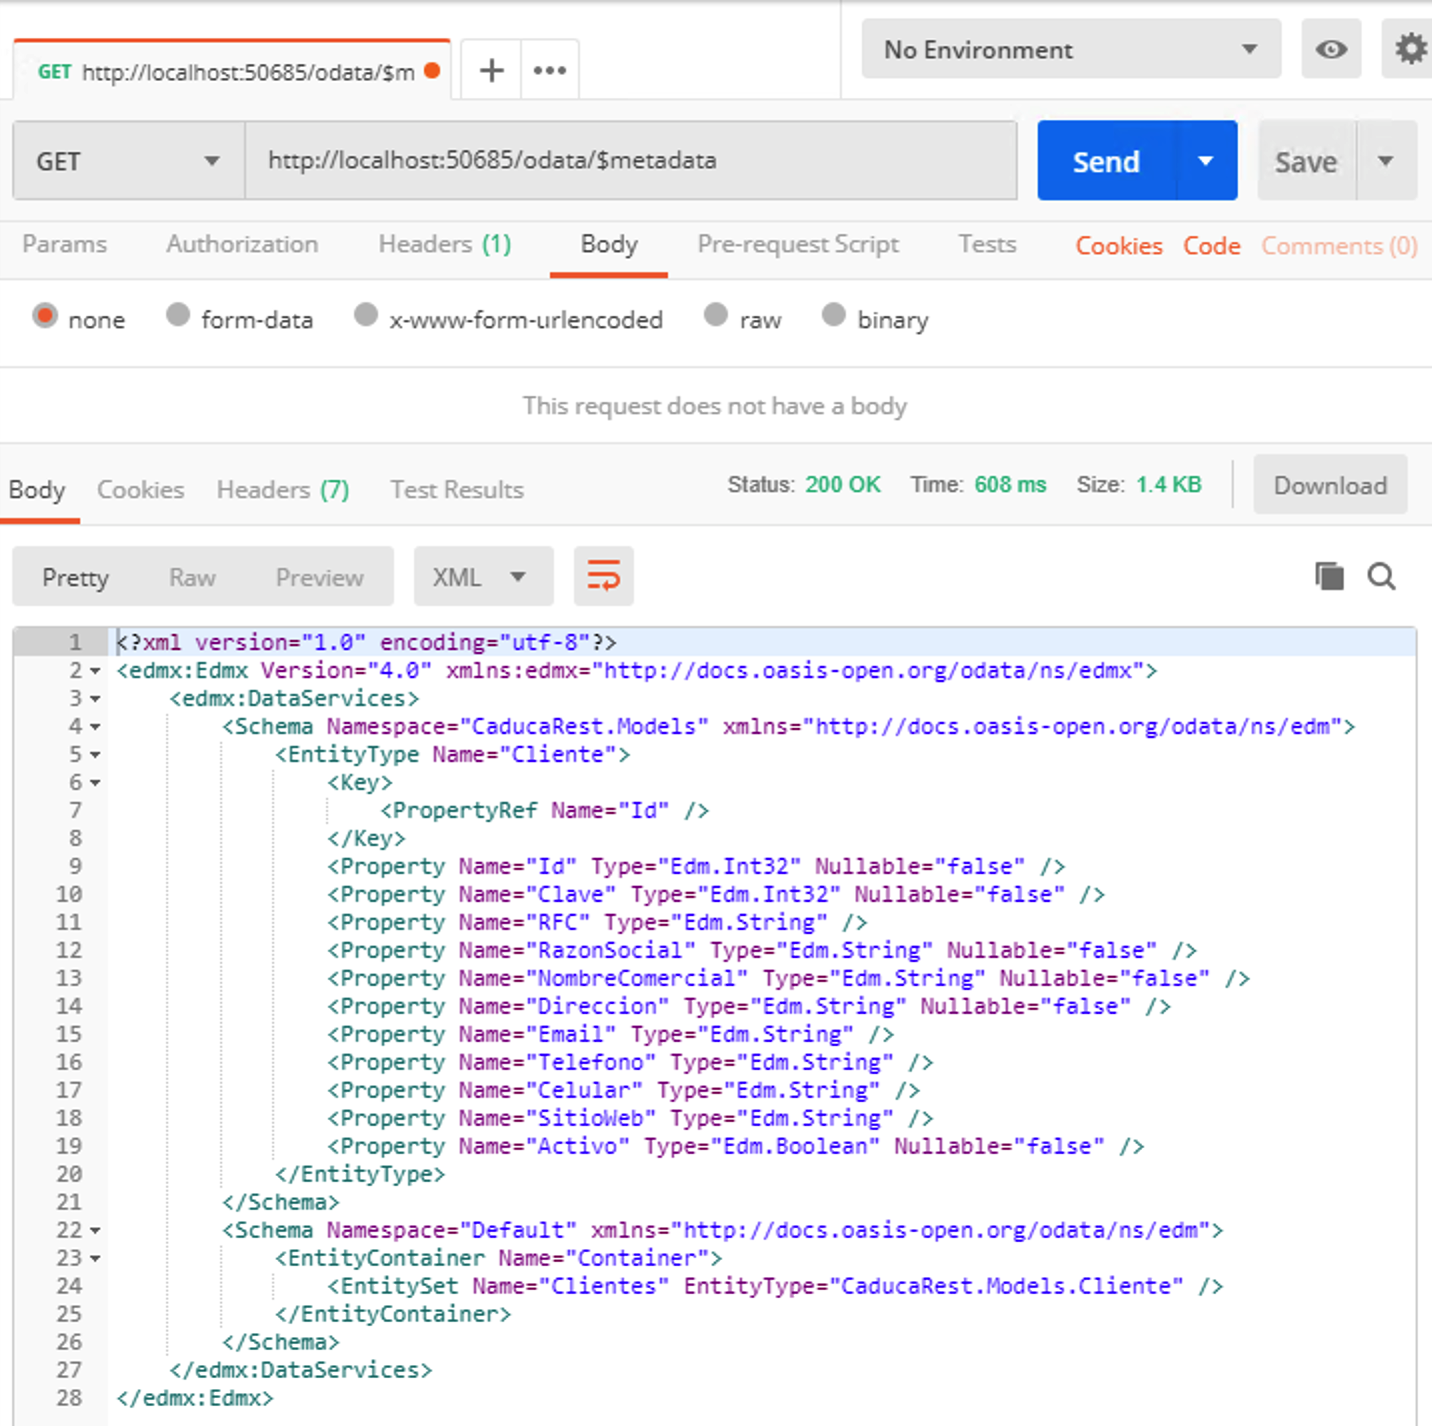 GET http://localhost:50685/odata/$m
No Environment
GET http://localhost:50685/odata/$metadata Send Save
Params Authorization Headers (1) Body Pre-request Script Tests Cookies Code Comments (0)
none form-data x-www-form-urlencoded raw binary
This request does not have a body
Body Cookies Headers (7) Test Results Status: 200 OK Time: 608 ms Size: 1.4 KB Download
Pretty Raw Preview XML
1 <?xml version="1.0" encoding="utf-8"?>
2 <edmx:Edmx Version="4.0" xmlns:edmx="http://docs.oasis-open.org/odata/ns/edmx">
3 <edmx:DataServices>
4 <Schema Namespace="CaducaRest.Models" xmlns="http://docs.oasis-open.org/odata/ns/edm">
5 <EntityType Name="Cliente">
6 <Key>
7 <PropertyRef Name="Id" />
8 </Key>
9 <Property Name="Id" Type="Edm.Int32" Nullable="false" />
10 <Property Name="Clave" Type="Edm.Int32" Nullable="false" />
11 <Property Name="RFC" Type="Edm.String" />
12 <Property Name="RazonSocial" Type="Edm.String" Nullable="false" />
13 <Property Name="NombreComercial" Type="Edm.String" Nullable="false" />
14 <Property Name="Direccion" Type="Edm.String" Nullable="false" />
15 <Property Name="Email" Type="Edm.String" />
16 <Property Name="Telefono" Type="Edm.String" />
17 <Property Name="Celular" Type="Edm.String" />
18 <Property Name="SitioWeb" Type="Edm.String" />
19 <Property Name="Activo" Type="Edm.Boolean" Nullable="false" />
20 </EntityType>
21 </Schema>
22 <Schema Namespace="Default" xmlns="http://docs.oasis-open.org/odata/ns/edm">
23 <EntityContainer Name="Container">
24 <EntitySet Name="Clientes" EntityType="CaducaRest.Models.Cliente" />
25 </EntityContainer>
26 </Schema>
27 </edmx:DataServices>
28 </edmx:Edmx>